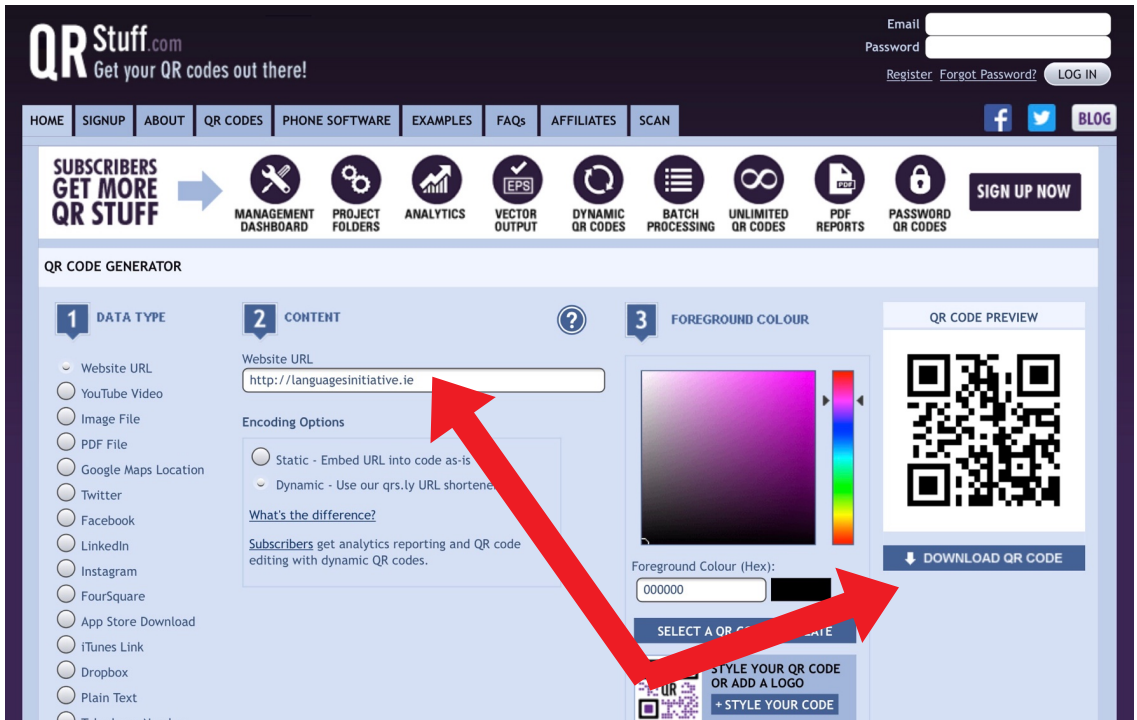 QR Stuff.com
Get your QR codes out there!
Email
Password
Register Forgot Password? LOG IN
HOME SIGNUP ABOUT QR CODES PHONE SOFTWARE EXAMPLES FAQs AFFILIATES SCAN
f BLOG
SUBSCRIBERS
GET MORE
QR STUFF
MANAGEMENT
DASHBOARD
PROJECT
FOLDERS
ANALYTICS
EPS
VECTOR
OUTPUT
DYNAMIC
QR CODES
BATCH
PROCESSING
UNLIMITED
QR CODES
PDF
PDF
REPORTS
PASSWORD
QR CODES
SIGN UP NOW
QR CODE GENERATOR
1 DATA TYPE
Website URL
YouTube Video
Image File
PDF File
Google Maps Location
Twitter
Facebook
LinkedIn
Instagram
FourSquare
App Store Download
iTunes Link
Dropbox
Plain Text
2 CONTENT
?
Website URL
http://languagesinitiative.ie
Encoding Options
Static - Embed URL into code as-is
Dynamic - Use our qrs.ly URL
What's the difference?
Subscribers get analytics reporting and QR code
editing with dynamic QR codes.
3 FOREGROUND COLOUR
Foreground Colour (Hex):
000000
SELECT A QR
QR
STYLE YOUR QR CODE
OR ADD A LOGO
+ STYLE YOUR CODE
QR CODE PREVIEW
DOWNLOAD QR CODE